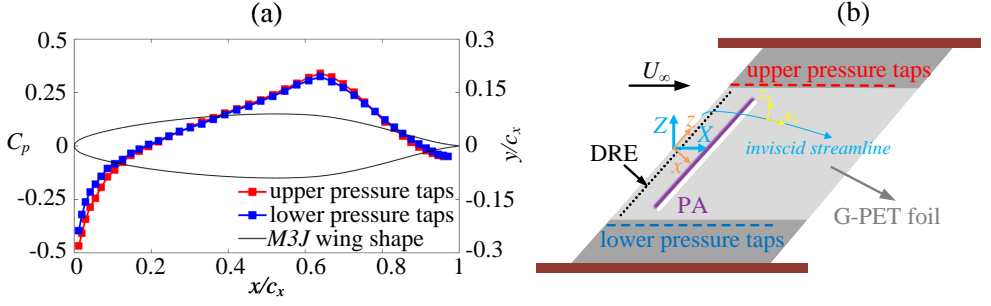 (a)
0.5
0.25
0
-0.25
-0.5
C_p
0.3
0.15
0
-0.15
-0.3
y/c_x
0
0.2
0.4
0.6
0.8
1
x/c_x
upper pressure taps
lower pressure taps
M3J wing shape
(b)
U_∞
upper pressure taps
Z
X
z
x
DRE
inviscid streamline
PA
G-PET foil
lower pressure taps